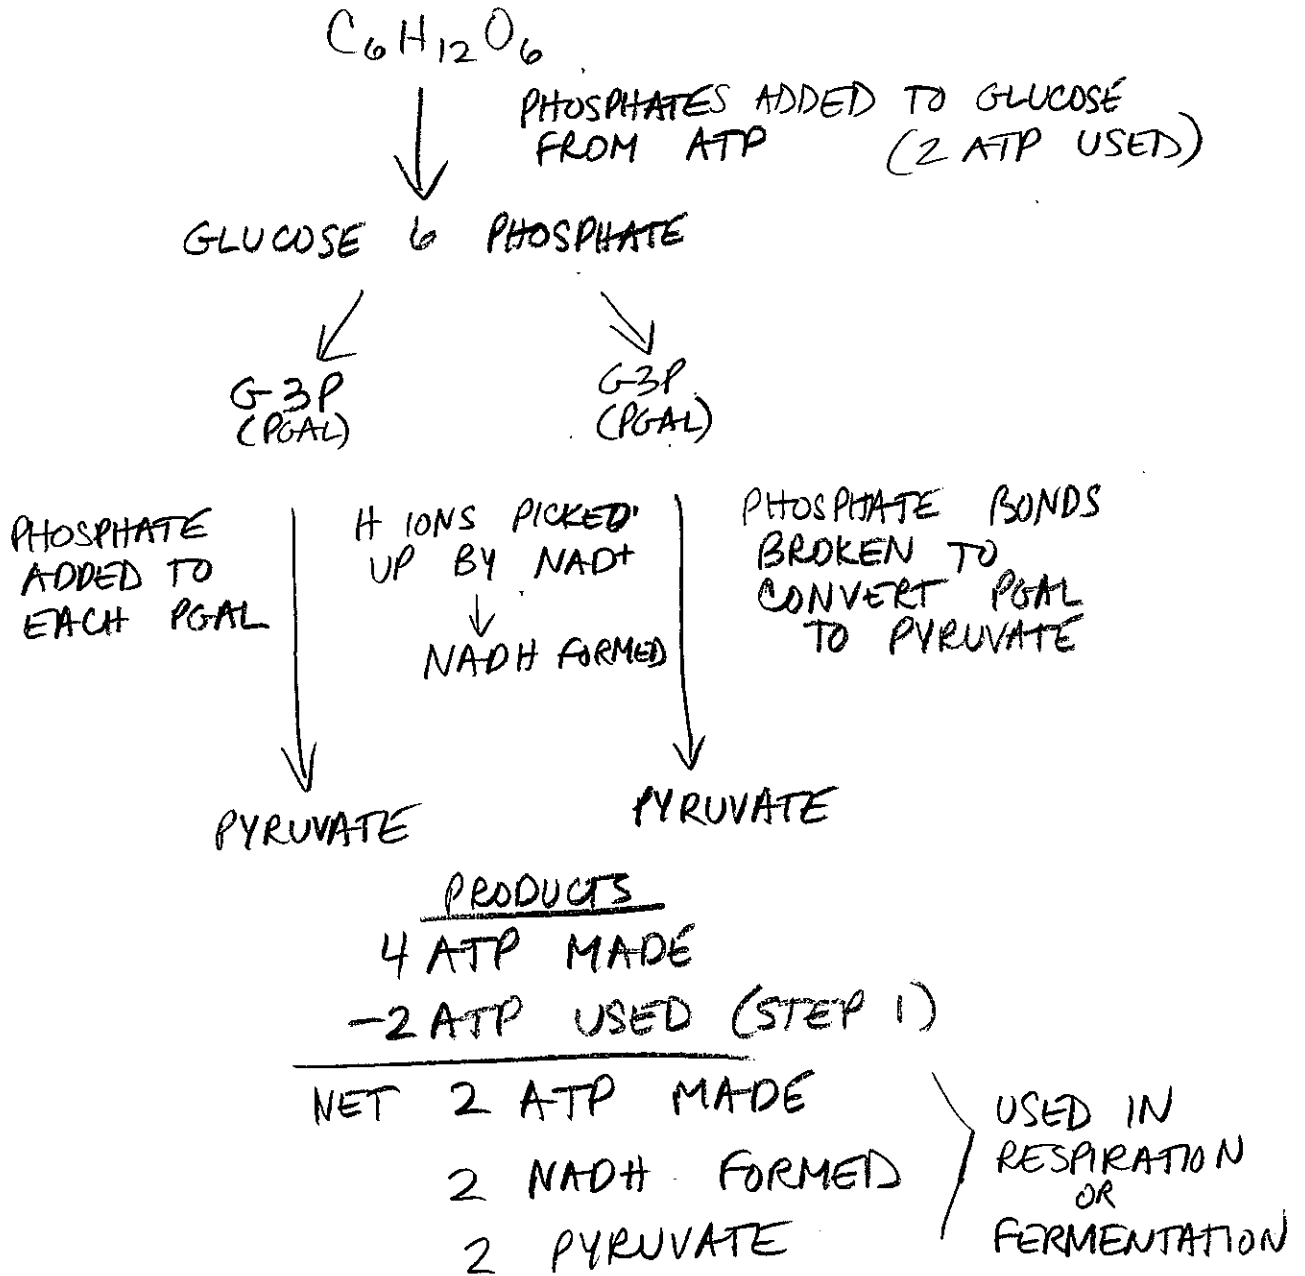 C6H12O6
PHOSPHATES ADDED TO GLUCOSE
FROM ATP (2 ATP USED)
GLUCOSE 6 PHOSPHATE
G-3P
(PGAL)
G-3P
(PGAL)
PHOSPHATE
ADDED TO
EACH PGAL
H IONS PICKED
UP BY NAD+
NADH FORMED
PHOSPHATE BONDS
BROKEN TO
CONVERT PGAL
TO PYRUVATE
PYRUVATE
PYRUVATE
PRODUCTS
4 ATP MADE
-2 ATP USED (STEP 1)
NET 2 ATP MADE
2 NADH FORMED
2 PYRUVATE
USED IN
RESPIRATION
OR
FERMENTATION